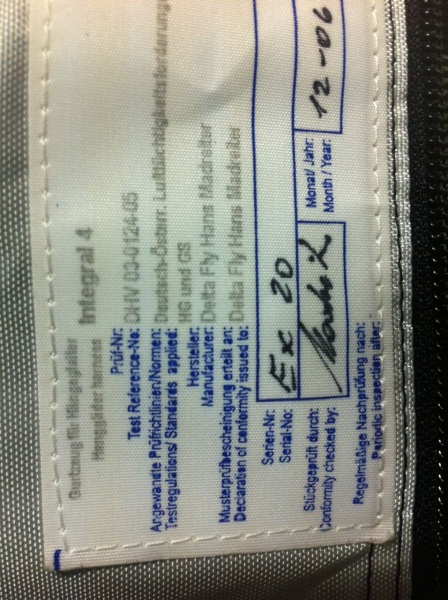 Gurtzeug für Hängegleiter
Hangglider harness Integral 4
Prüf-Nr:
Test Reference-No: DHV 03-0124-05
Angewandte Prüfrichtlinien/Normen: Deutsch-Österr. Lufttüchtigkeitsforderungen
Testregulations/ Standards applied: HG und GS
Hersteller:
Manufacturer: Delta Fly Hans Madreiter
Musterprüfbescheinigung erteilt an:
Declaration of conformity issued to: Delta Fly Hans Madreiter
Serien-Nr:
Serial-No: Ex 20
Stückgeprüft durch: Monat/ Jahr:
Conformity checked by: Month / Year: 12-06
Regelmäßige Nachprüfung nach:
Periodic inspection after: